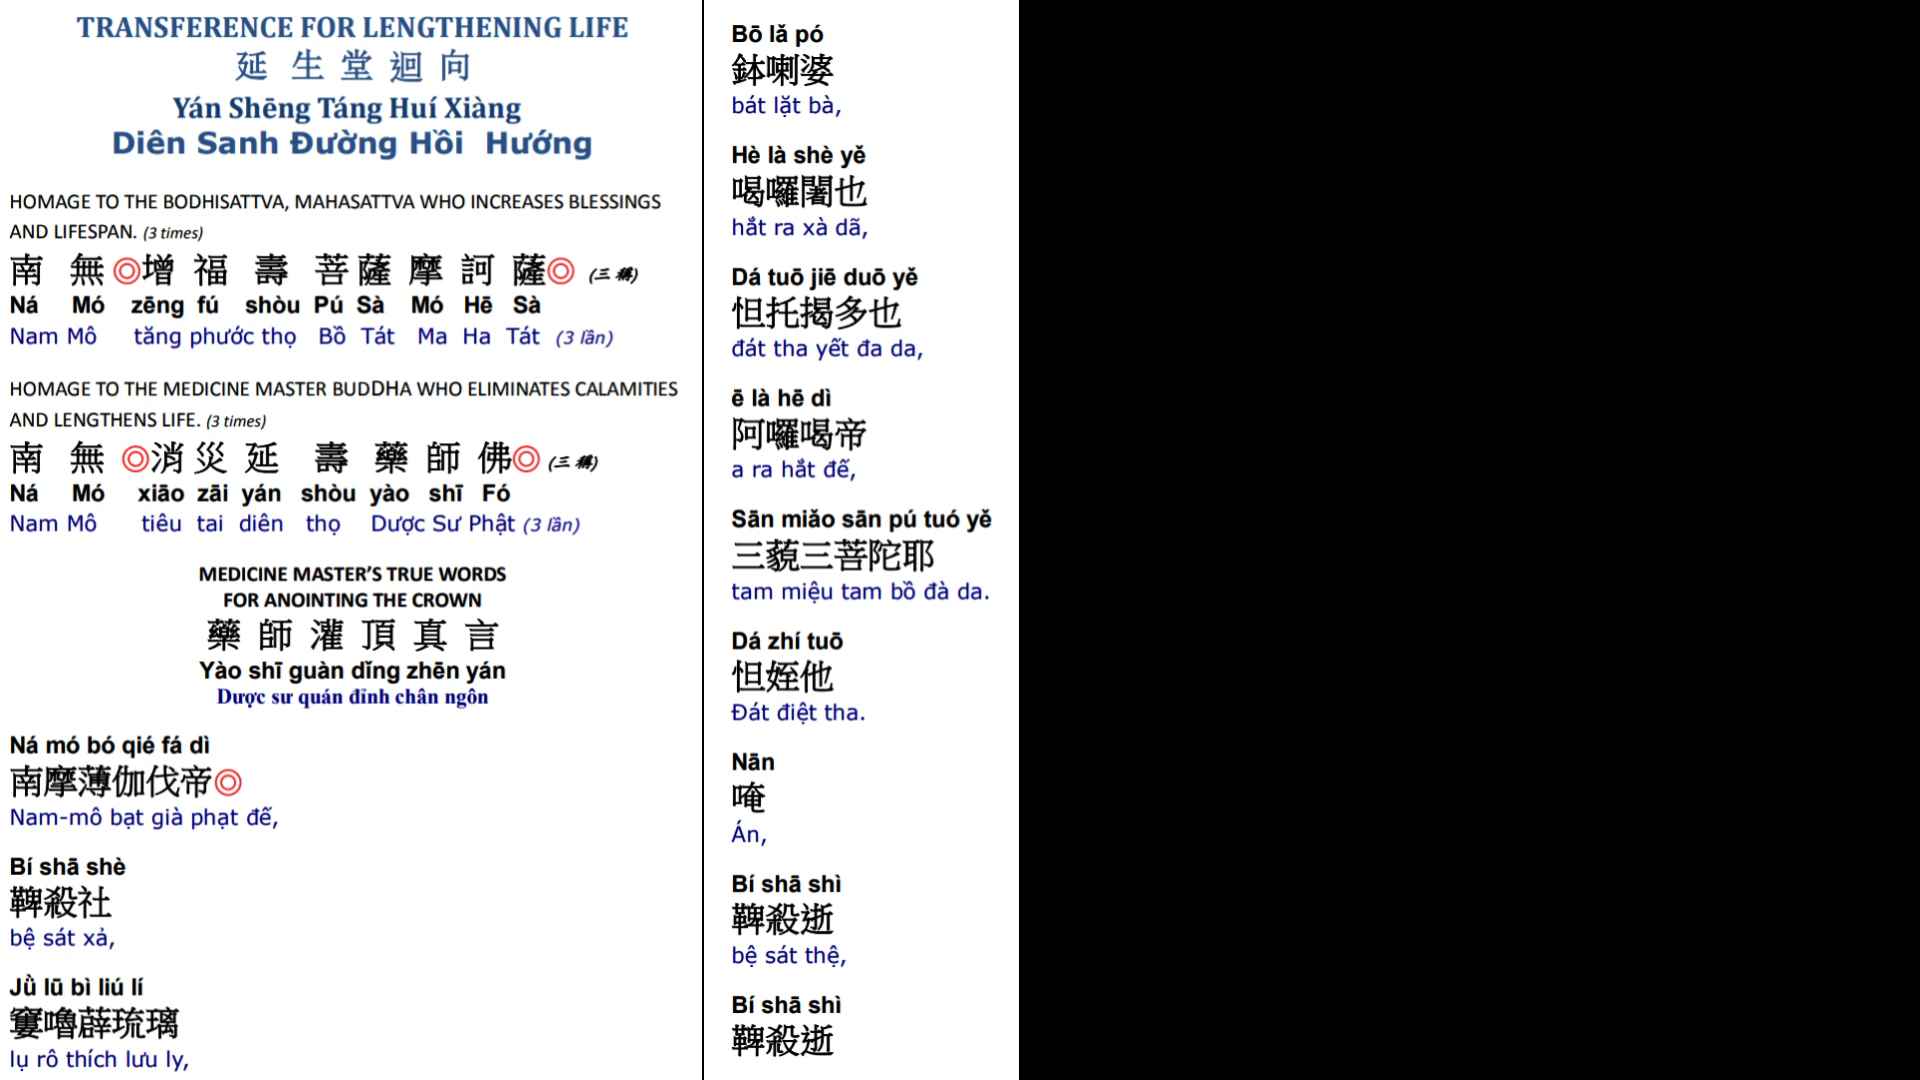 TRANSFERENCE FOR LENGTHENING LIFE
延 生 堂 迴 向
Yán Shēng Táng Huí Xiàng
Diên Sanh Đường Hồi Hướng
HOMAGE TO THE BODHISATTVA, MAHASATTVA WHO INCREASES BLESSINGS
AND LIFESPAN. (3 times)
南 無 ◎增 福 壽 菩 薩 摩 訶 薩◎ (三 稱)
Ná Mó zēng fú shòu Pú Sà Mó Hē Sà
Nam Mô tăng phước thọ Bồ Tát Ma Ha Tát (3 lần)
HOMAGE TO THE MEDICINE MASTER BUDDHA WHO ELIMINATES CALAMITIES
AND LENGTHENS LIFE. (3 times)
南 無 ◎消 災 延 壽 藥 師 佛◎ (三 稱)
Ná Mó xiāo zāi yán shòu yào shī Fó
Nam Mô tiêu tai diên thọ Dược Sư Phật (3 lần)
MEDICINE MASTER’S TRUE WORDS
FOR ANOINTING THE CROWN
藥 師 灌 頂 真 言
Yào shī guàn dǐng zhēn yán
Dược sư quán đỉnh chân ngôn
Ná mó bó qié fá dì
南摩薄伽伐帝◎
Nam-mô bạt già phạt đế,
Bí shā shè
鞞殺社
bệ sát xả,
Jǜ lū bì liú lí
窶嚕薜琉璃
lụ rô thích lưu ly,
Bō lǎ pó
鉢喇婆
bát lặt bà,
Hè là shè yě
喝囉闍也
hắt ra xà dã,
Dá tuō jiē duō yě
怛托揭多也
đát tha yết đa da,
ē là hē dì
阿囉喝帝
a ra hắt đế,
Sān miǎo sān pú tuó yě
三藐三菩陀耶
tam miệu tam bồ đà da.
Dá zhí tuō
怛姪他
Đát điệt tha.
Nān
唵
Án,
Bí shā shì
鞞殺逝
bệ sát thệ,
Bí shā shì
鞞殺逝